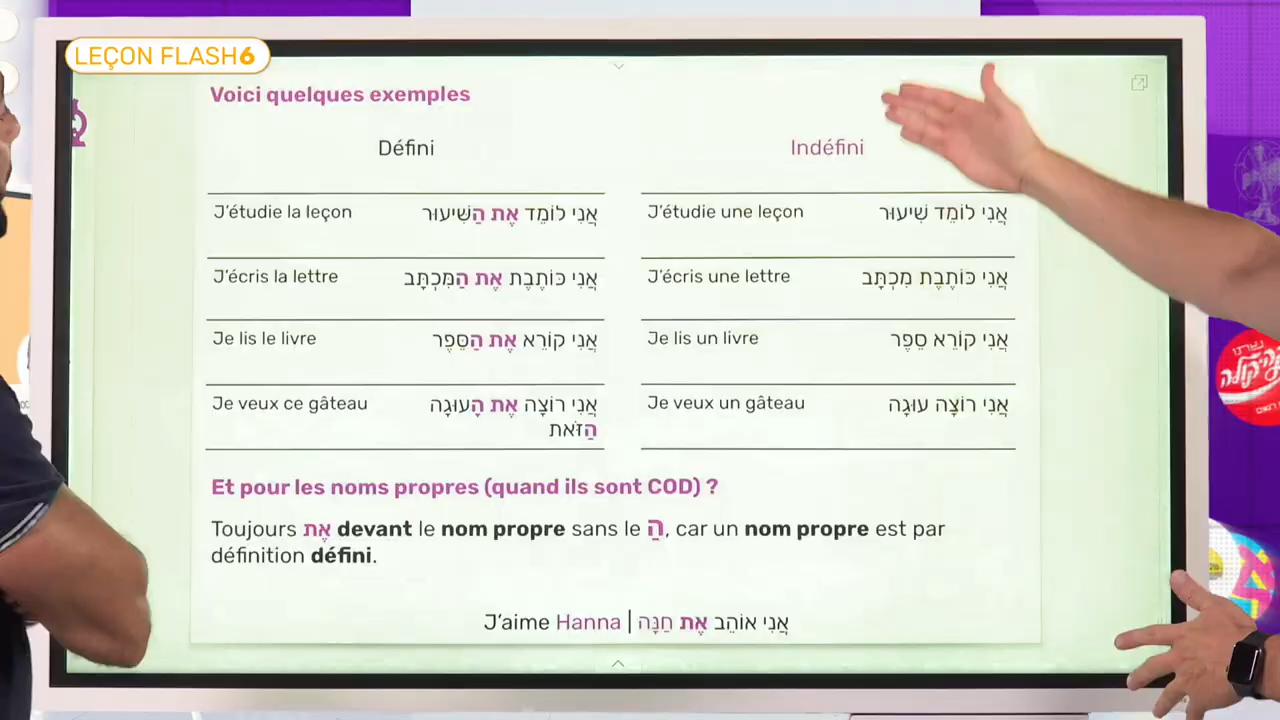 LEÇON FLASH6
Voici quelques exemples
Défini Indéfini
J'étudie la leçon אֲנִי לוֹמֵד אֶת הַשִּׁיעוּר J'étudie une leçon אֲנִי לוֹמֵד שִׁיעוּר
J'écris la lettre אֲנִי כּוֹתֶבֶת אֶת הַמִּכְתָּב J'écris une lettre אֲנִי כּוֹתֶבֶת מִכְתָּב
Je lis le livre אֲנִי קוֹרֵא אֶת הַסֵּפֶר Je lis un livre אֲנִי קוֹרֵא סֵפֶר
Je veux ce gâteau אֲנִי רוֹצָה אֶת הָעוּגָה Je veux un gâteau אֲנִי רוֹצָה עוּגָה
הַזֹּאת
Et pour les noms propres (quand ils sont COD) ?
Toujours אֶת devant le nom propre sans le הַ, car un nom propre est par
définition défini.
J'aime Hanna | אֲנִי אוֹהֵב אֶת חַנָּה